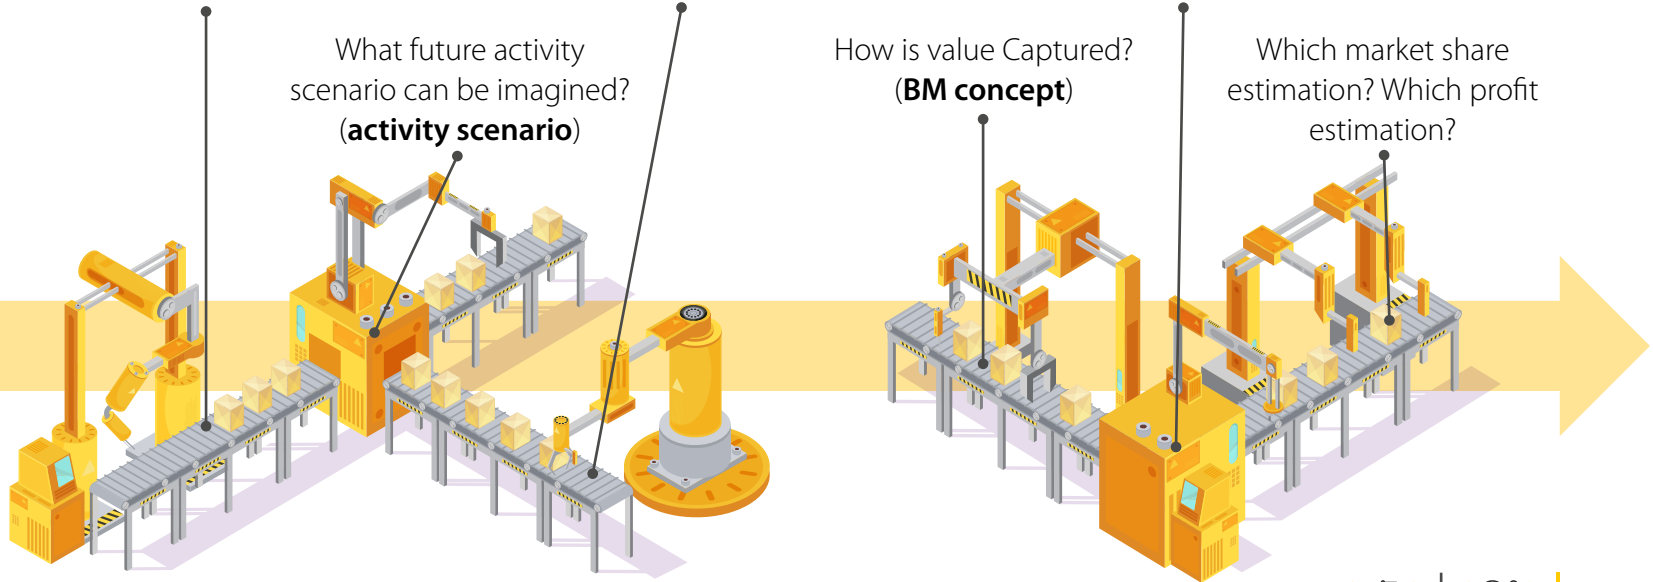 What future activity
scenario can be imagined?
(activity scenario)
How is value Captured?
(BM concept)
Which market share
estimation? Which profit
estimation?